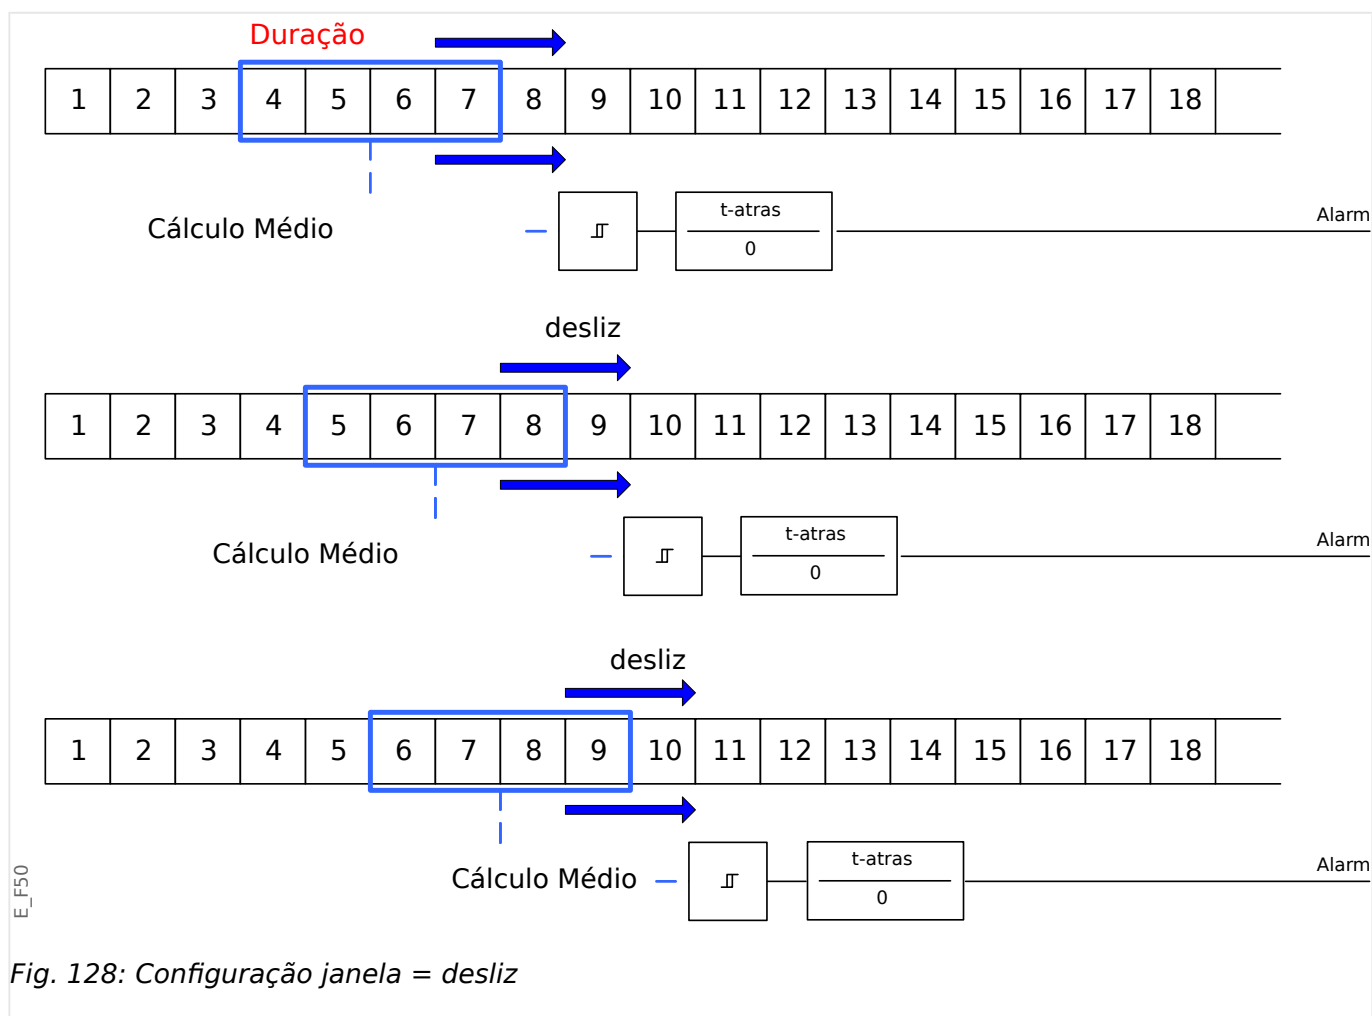 Duração
1 2 3 4 5 6 7 8 9 10 11 12 13 14 15 16 17 18
t-atras
Alarm
Cálculo Médio
0
desliz
1 2 3 4 5 6 7 8 9 10 11 12 13 14 15 16 17 18
t-atras
Alarm
Cálculo Médio
0
desliz
1 2 3 4 5 6 7 8 9 10 11 12 13 14 15 16 17 18
t-atras
Alarm
Cálculo Médio
0
E_F50
Fig. 128: Configuração janela = desliz